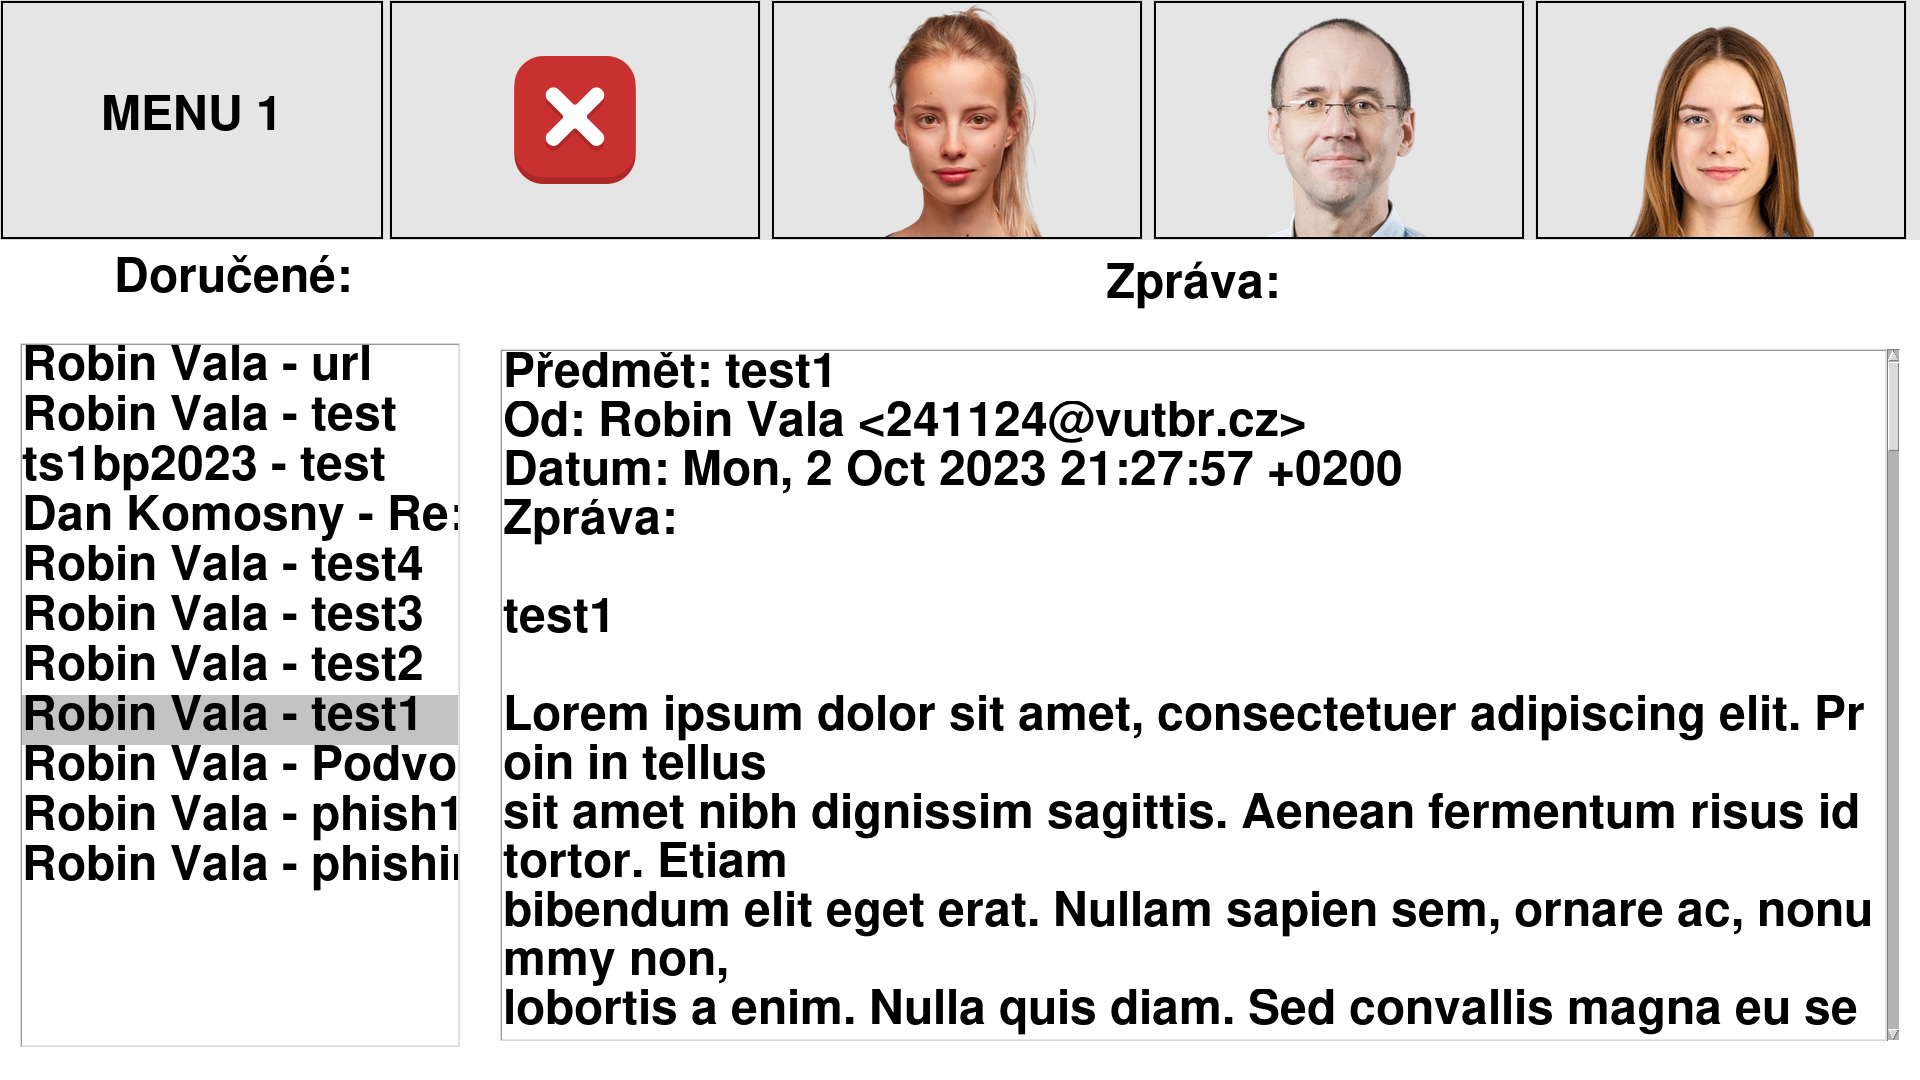 MENU 1
Doručené:
Robin Vala - url
Robin Vala - test
ts1bp2023 - test
Dan Komosny - Re:
Robin Vala - test4
Robin Vala - test3
Robin Vala - test2
Robin Vala - test1
Robin Vala - Podvo
Robin Vala - phish1
Robin Vala - phishin
Zpráva:
Předmět: test1
Od: Robin Vala <241124@vutbr.cz>
Datum: Mon, 2 Oct 2023 21:27:57 +0200
Zpráva:
test1
Lorem ipsum dolor sit amet, consectetuer adipiscing elit. Pr
oin in tellus
sit amet nibh dignissim sagittis. Aenean fermentum risus id
tortor. Etiam
bibendum elit eget erat. Nullam sapien sem, ornare ac, nonu
mmy non,
lobortis a enim. Nulla quis diam. Sed convallis magna eu se